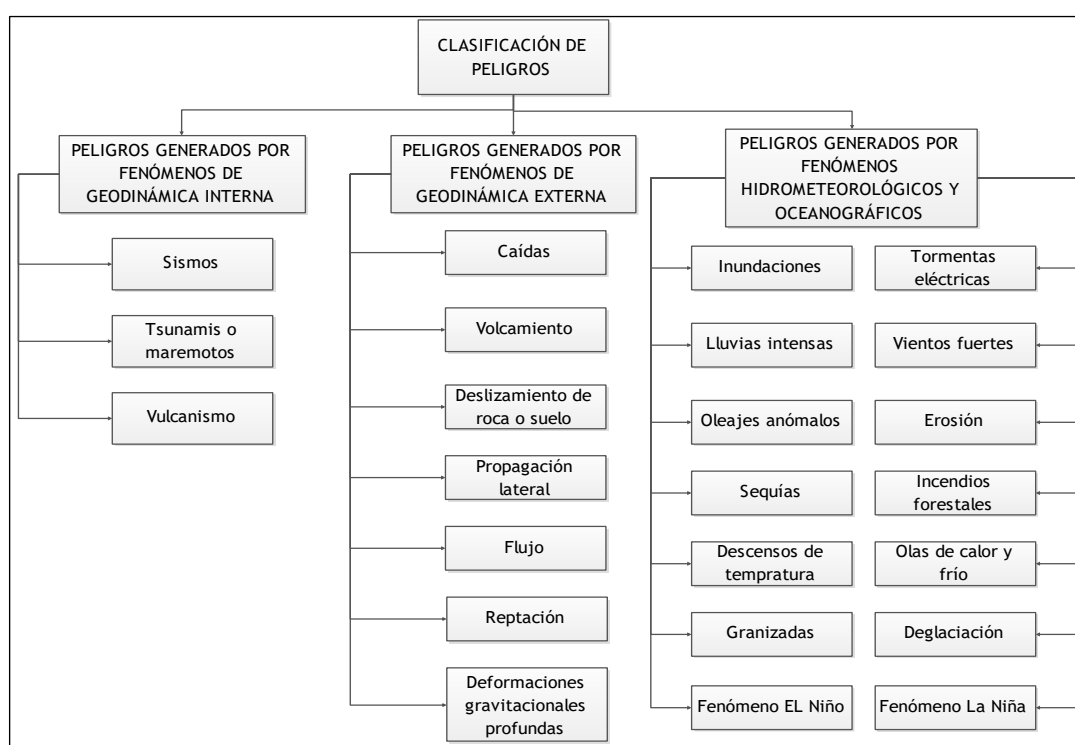 CLASIFICACIÓN DE
PELIGROS
PELIGROS GENERADOS POR
FENÓMENOS DE
GEODINÁMICA INTERNA
Sismos
Tsunamis o
maremotos
Vulcanismo
PELIGROS GENERADOS POR
FENÓMENOS DE
GEODINÁMICA EXTERNA
Caídas
Volcamiento
Deslizamiento de
roca o suelo
Propagación
lateral
Flujo
Reptación
Deformaciones
gravitacionales
profundas
PELIGROS GENERADOS POR
FENÓMENOS
HIDROMETEOROLÓGICOS Y
OCEANOGRÁFICOS
Inundaciones
Lluvias intensas
Oleajes anómalos
Sequías
Descensos de
tempratura
Granizadas
Fenómeno EL Niño
Tormentas
eléctricas
Vientos fuertes
Erosión
Incendios
forestales
Olas de calor y
frío
Deglaciación
Fenómeno La Niña